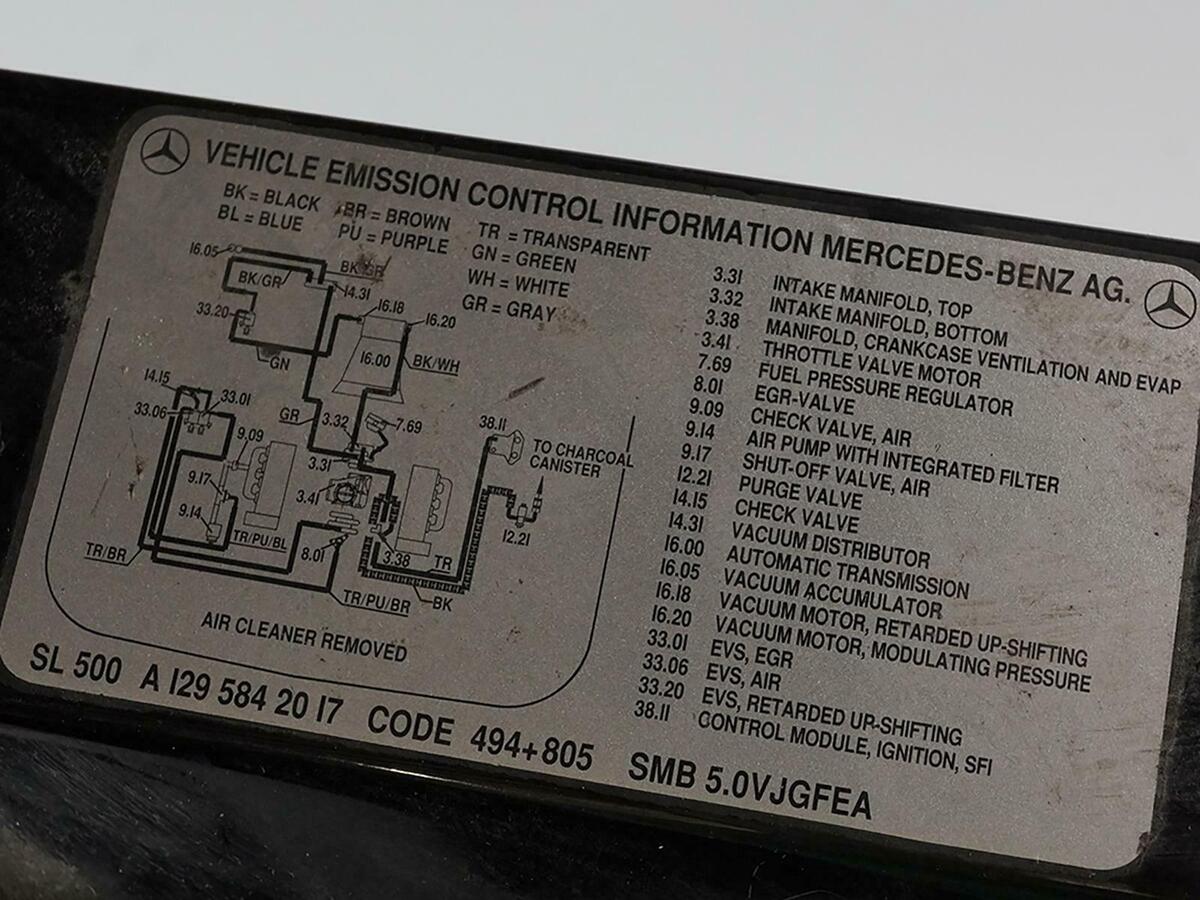 VEHICLE EMISSION CONTROL INFORMATION MERCEDES-BENZ AG.
BK = BLACK BR = BROWN TR = TRANSPARENT
BL = BLUE PU = PURPLE GN = GREEN
WH = WHITE
GR = GRAY
16.05
BK/GR
BK/GR
14.31
33.20
16.18
16.20
GN
16.00
BK/WH
14.15
33.06
33.01
GR
3.32
7.69
38.11
TO CHARCOAL
CANISTER
9.09
3.31
9.17
3.41
9.14
12.21
TR/PU/BL
TR/BR
8.01
3.38
TR
TR/PU/BR
BK
AIR CLEANER REMOVED
3.31 INTAKE MANIFOLD, TOP
3.32 INTAKE MANIFOLD, BOTTOM
3.38 MANIFOLD, CRANKCASE VENTILATION AND EVAP
3.41 THROTTLE VALVE MOTOR
7.69 FUEL PRESSURE REGULATOR
8.01 EGR-VALVE
9.09 CHECK VALVE, AIR
9.14 AIR PUMP WITH INTEGRATED FILTER
9.17 SHUT-OFF VALVE, AIR
12.21 PURGE VALVE
14.15 CHECK VALVE
14.31 VACUUM DISTRIBUTOR
16.00 AUTOMATIC TRANSMISSION
16.05 VACUUM ACCUMULATOR
16.18 VACUUM MOTOR, RETARDED UP-SHIFTING
16.20 VACUUM MOTOR, MODULATING PRESSURE
33.01 EVS, EGR
33.06 EVS, AIR
33.20 EVS, RETARDED UP-SHIFTING
38.11 CONTROL MODULE, IGNITION, SFI
SL 500 A 129 584 20 17 CODE 494+805 SMB 5.0VJGFEA